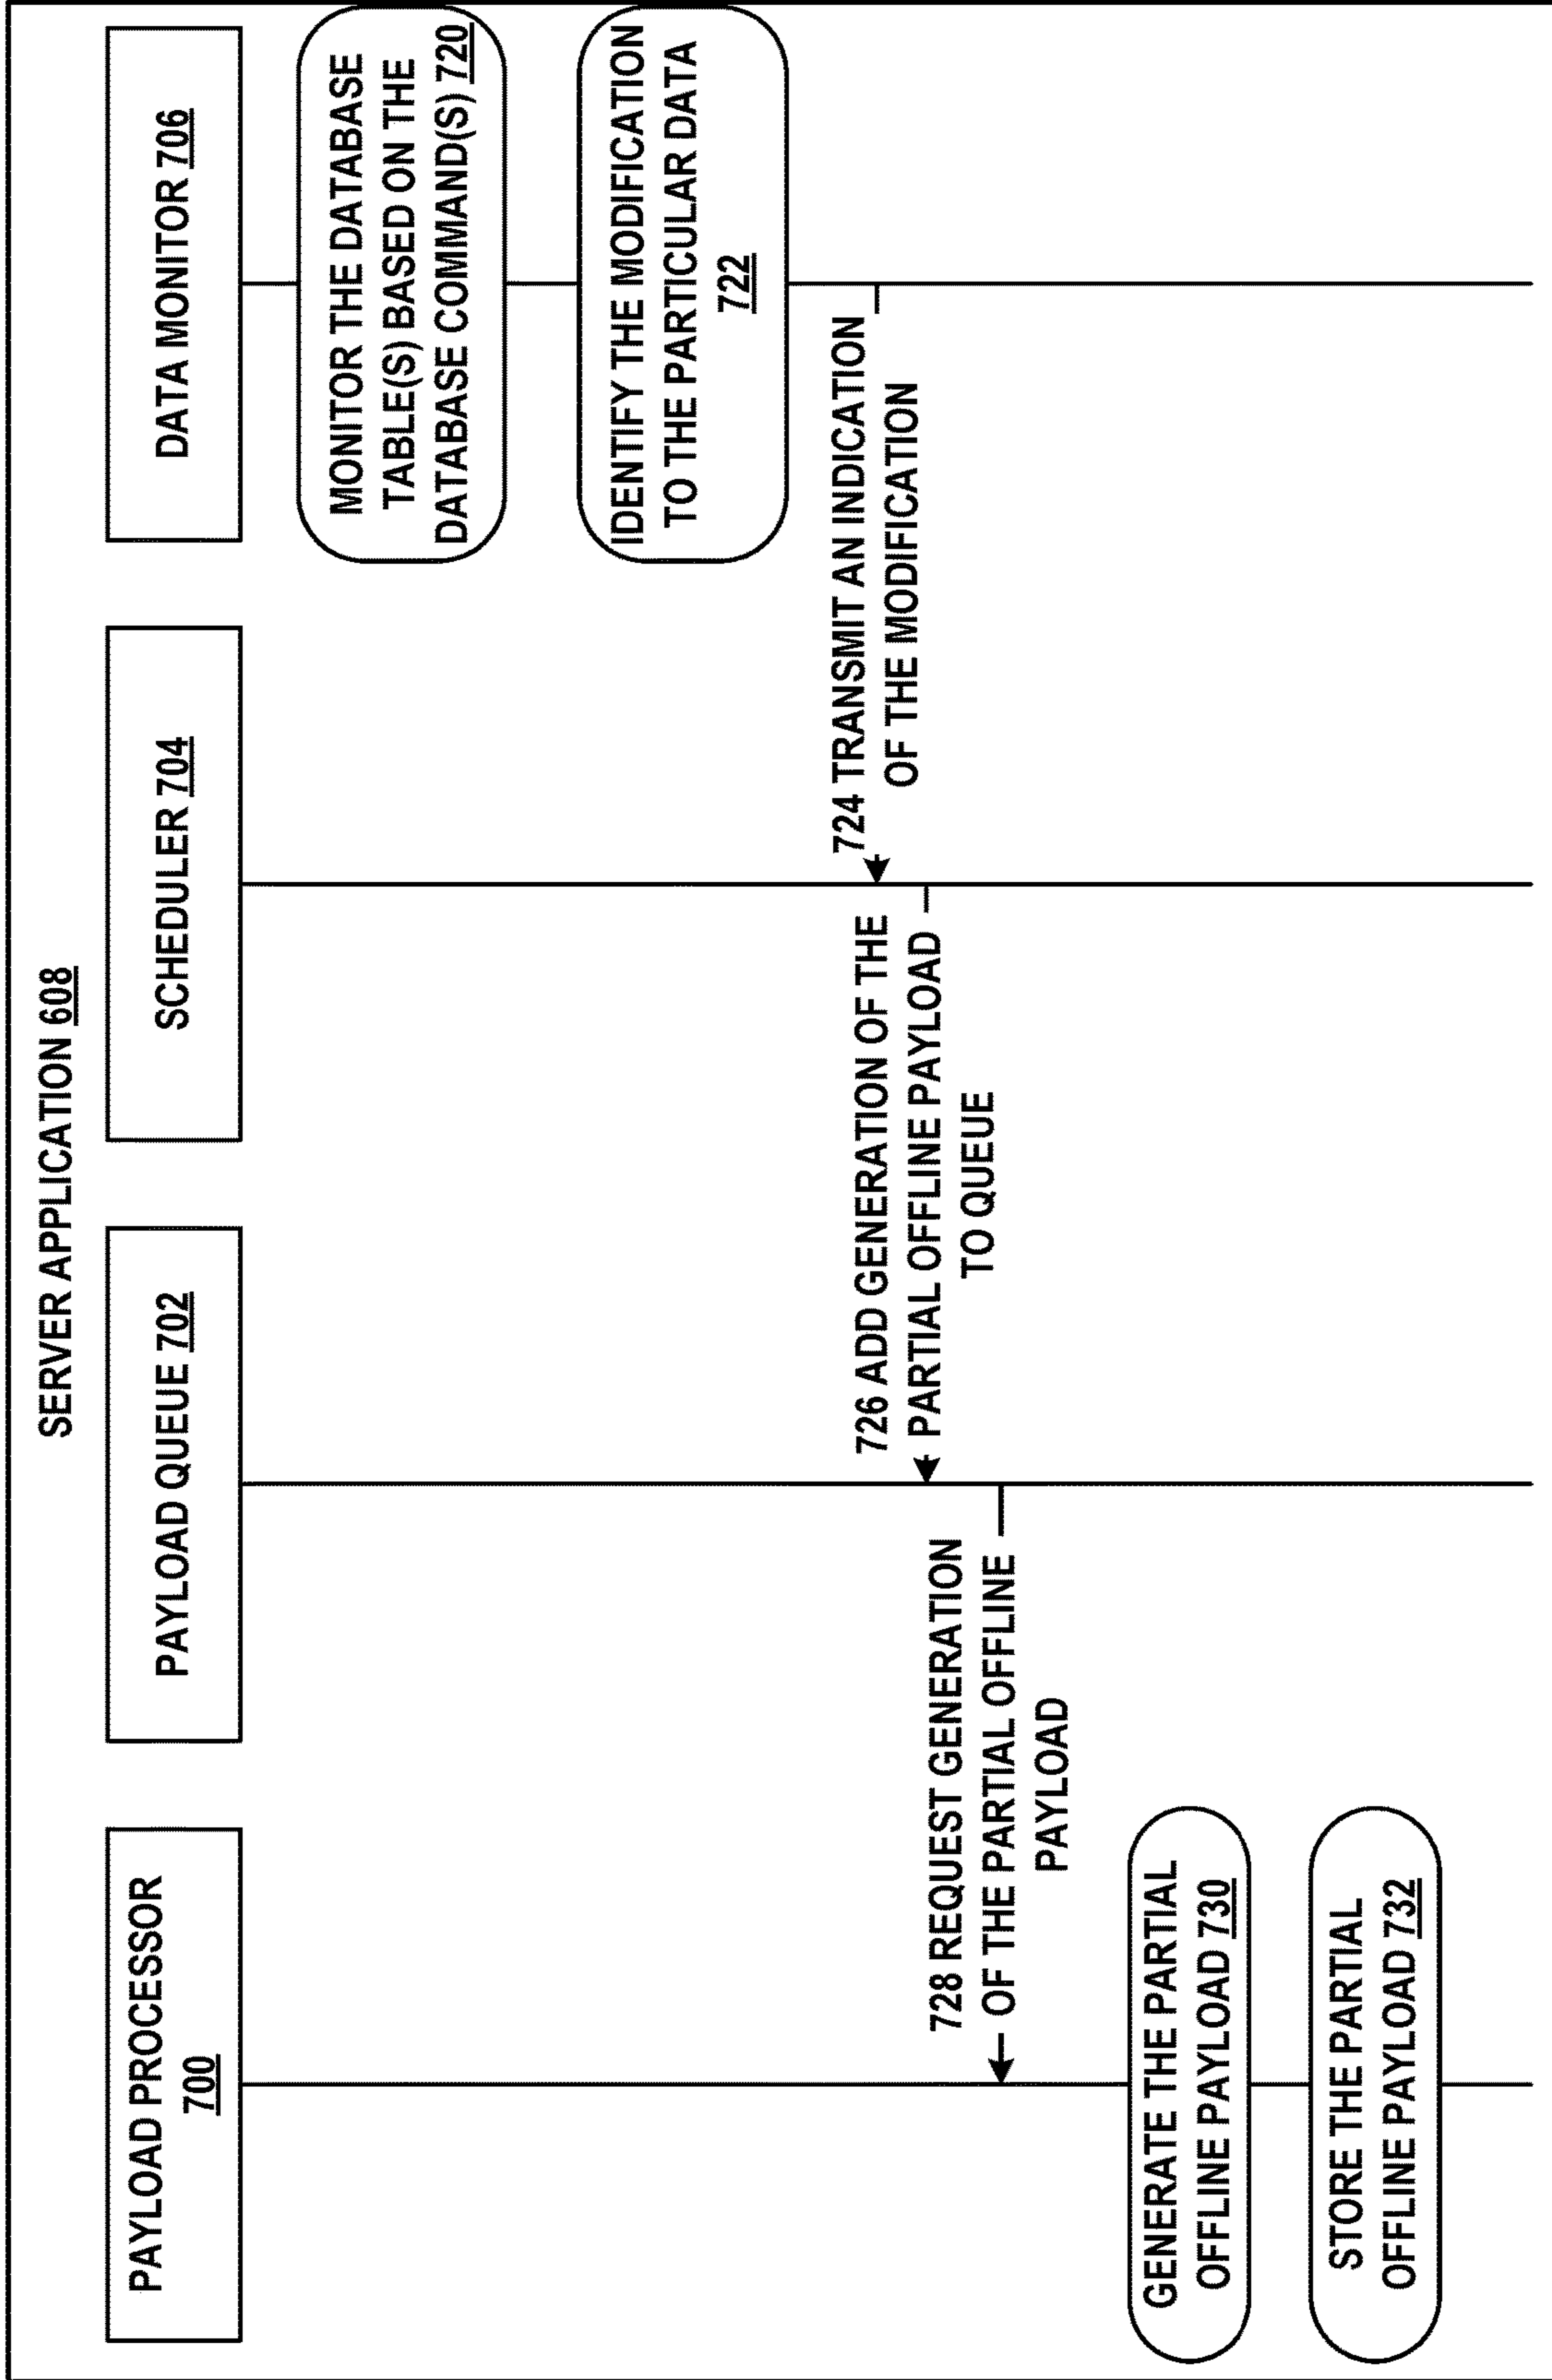 SERVER APPLICATION 608
PAYLOAD PROCESSOR
700
PAYLOAD QUEUE 702
SCHEDULER 704
DATA MONITOR 706
MONITOR THE DATABASE
TABLE(S) BASED ON THE
DATABASE COMMAND(S) 720
IDENTIFY THE MODIFICATION
TO THE PARTICULAR DATA
722
724 TRANSMIT AN INDICATION
OF THE MODIFICATION
726 ADD GENERATION OF THE
PARTIAL OFFLINE PAYLOAD
TO QUEUE
728 REQUEST GENERATION
OF THE PARTIAL OFFLINE
PAYLOAD
GENERATE THE PARTIAL
OFFLINE PAYLOAD 730
STORE THE PARTIAL
OFFLINE PAYLOAD 732